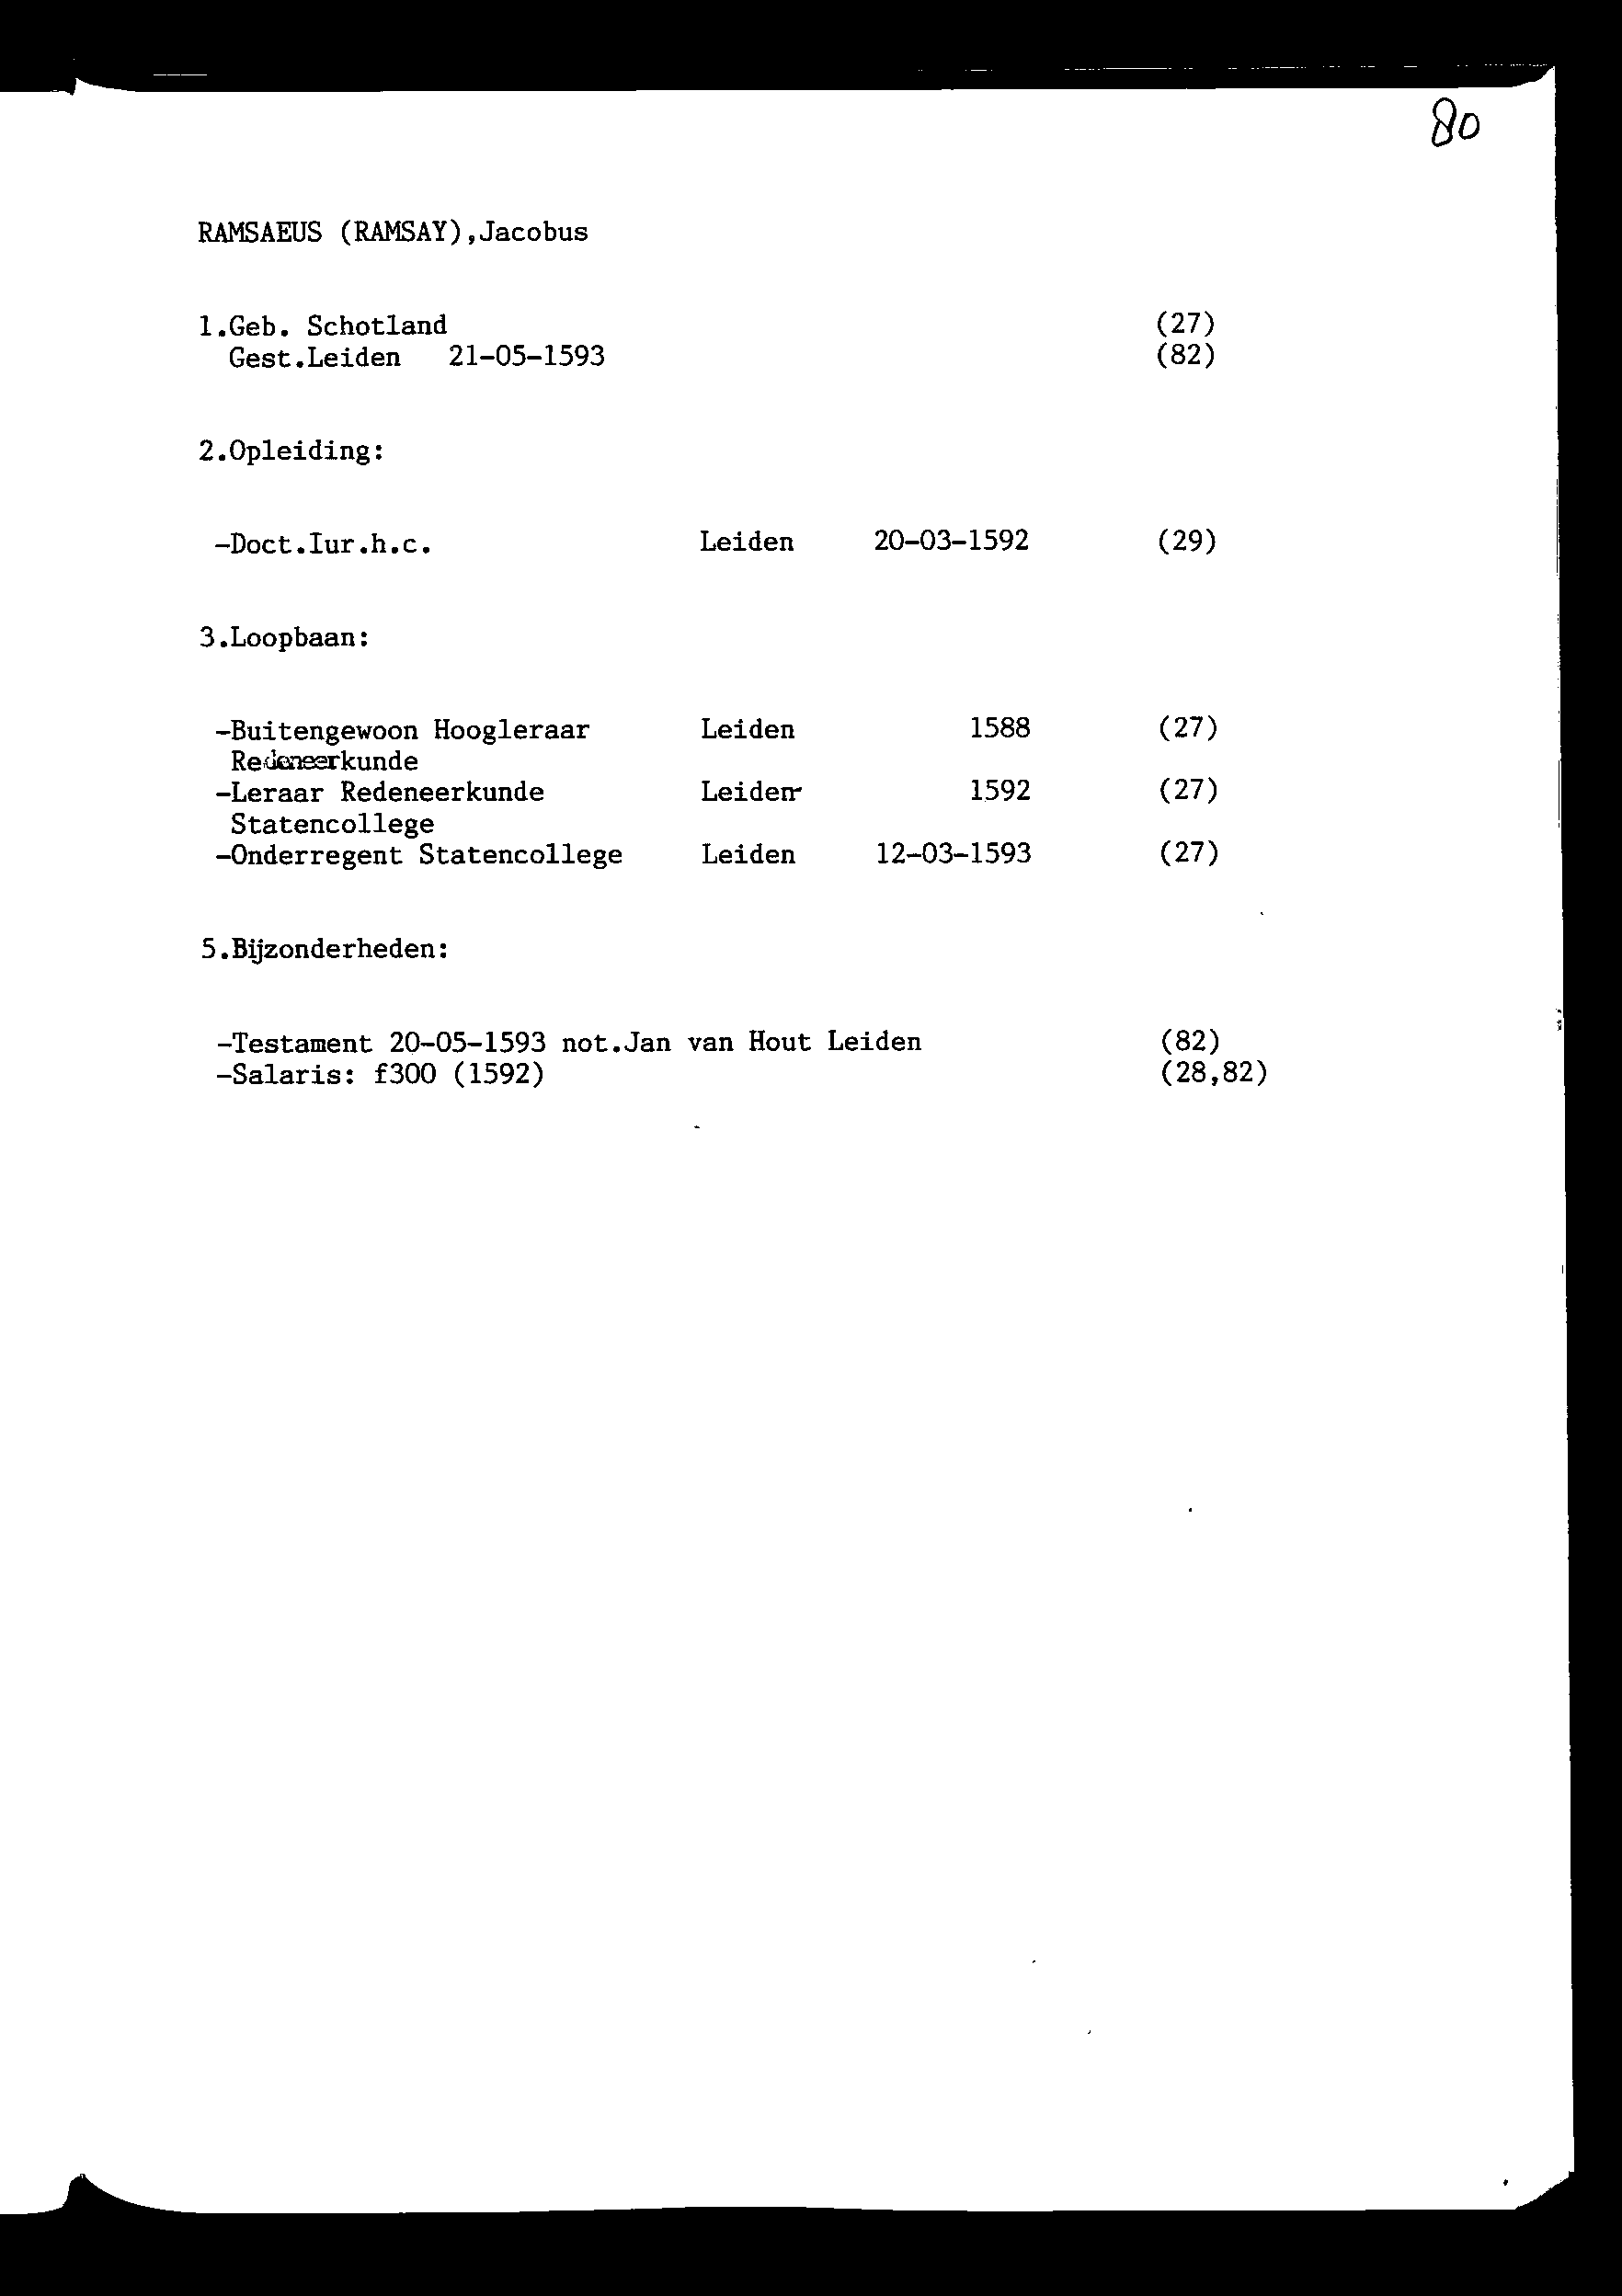 80
RAMSAEUS (RAMSAY),Jacobus
1.Geb. Schotland (27)
Gest.Leiden 21-05-1593 (82)
2.Opleiding:
-Doct.Iur.h.c. Leiden 20-03-1592 (29)
3.Loopbaan:
-Buitengewoon Hoogleraar Leiden 1588 (27)
Redeneerkunde
-Leraar Redeneerkunde Leiden 1592 (27)
Statencollege
-Onderregent Statencollege Leiden 12-03-1593 (27)
5.Bijzonderheden:
-Testament 20-05-1593 not.Jan van Hout Leiden (82)
-Salaris: f300 (1592) (28,82)